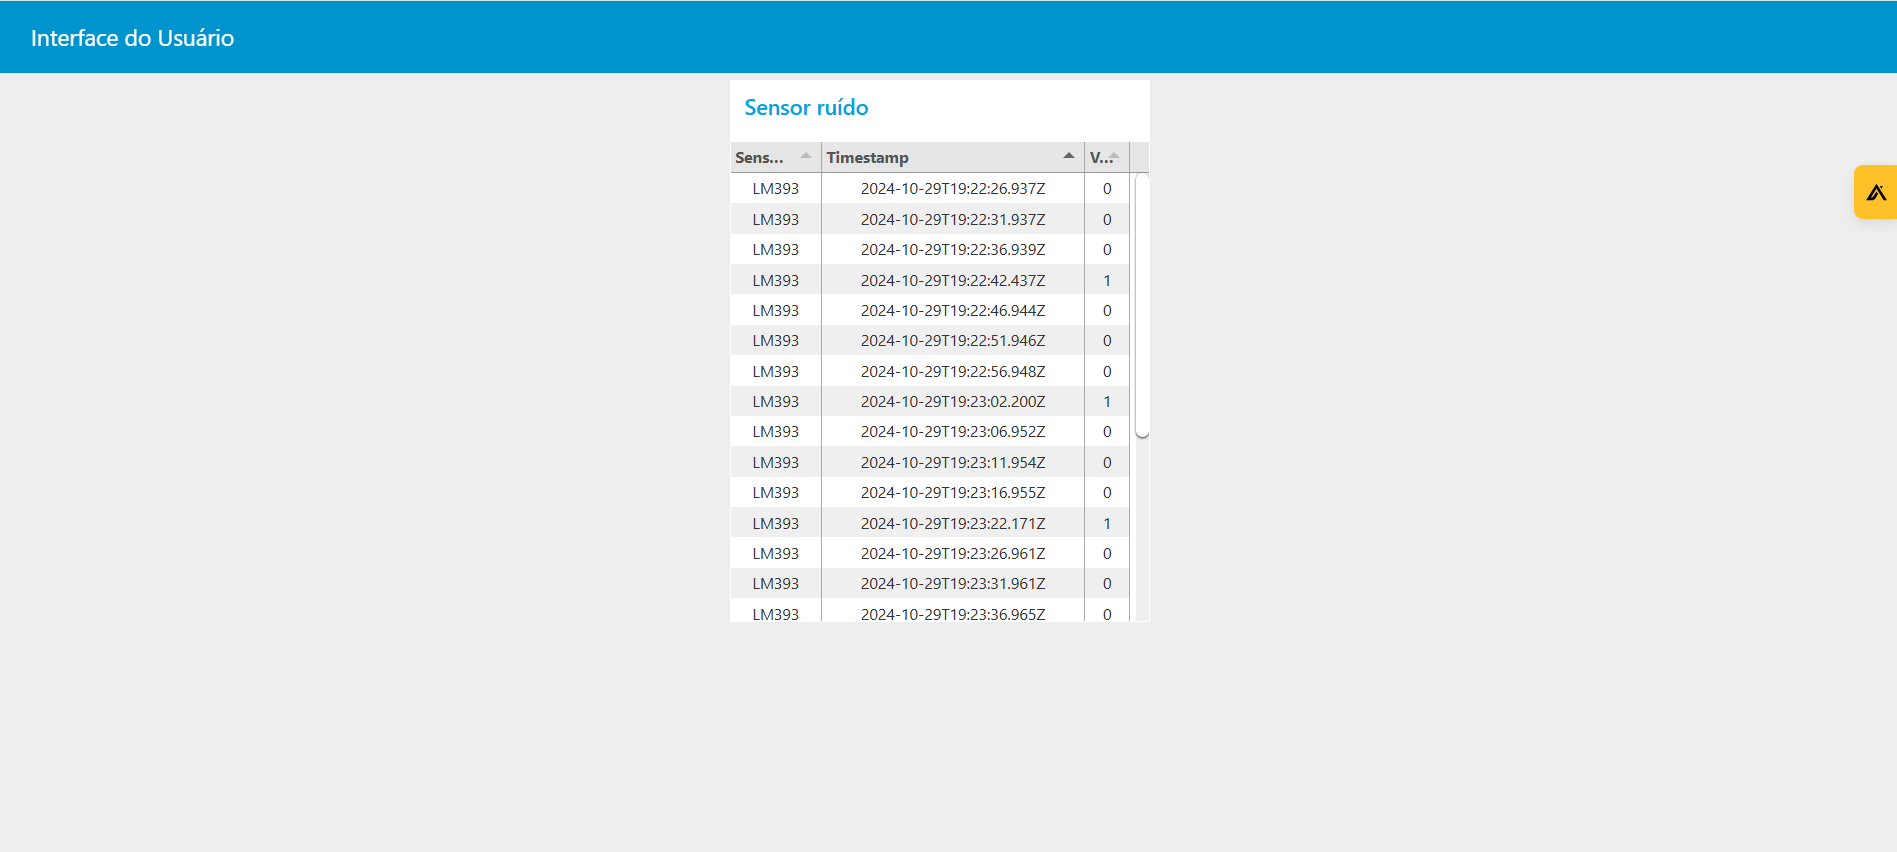 Interface do Usuário
Sensor ruído
Sens... Timestamp V...
LM393 2024-10-29T19:22:26.937Z 0
LM393 2024-10-29T19:22:31.937Z 0
LM393 2024-10-29T19:22:36.939Z 0
LM393 2024-10-29T19:22:42.437Z 1
LM393 2024-10-29T19:22:46.944Z 0
LM393 2024-10-29T19:22:51.946Z 0
LM393 2024-10-29T19:22:56.948Z 0
LM393 2024-10-29T19:23:02.200Z 1
LM393 2024-10-29T19:23:06.952Z 0
LM393 2024-10-29T19:23:11.954Z 0
LM393 2024-10-29T19:23:16.955Z 0
LM393 2024-10-29T19:23:22.171Z 1
LM393 2024-10-29T19:23:26.961Z 0
LM393 2024-10-29T19:23:31.961Z 0
LM393 2024-10-29T19:23:36.965Z 0